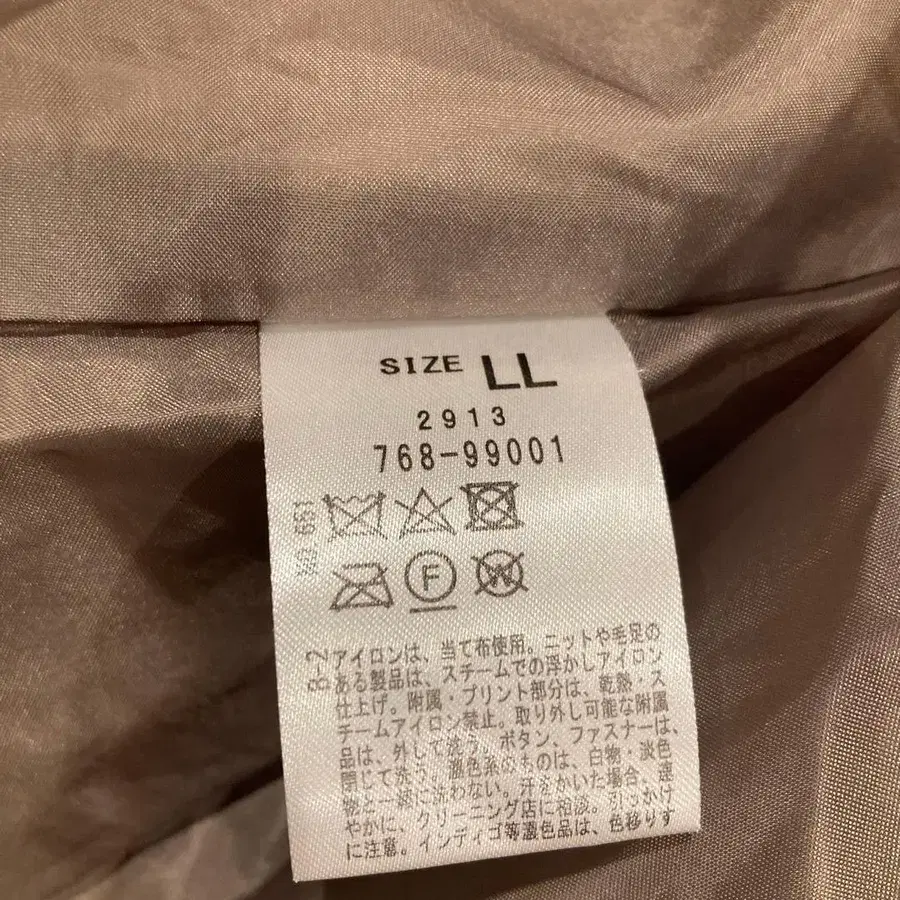 SIZE LL
2913
768-99001
F
W
B-2
アイロンは、当て布使用。ニットや毛足の
ある製品は、スチームでの浮かしアイロン
仕上げ。附属・プリント部分は、乾熱・ス
チームアイロン禁止。取り外し可能な附属
品は、外して洗う。ボタン、ファスナーは、
閉じて洗う。濃色系のものは、白物・淡色
物と一緒に洗わない。汗をかいた場合、速
やかに、クリーニング店に相談。引っかけ
に注意。インディゴ等濃色品は、色移りす